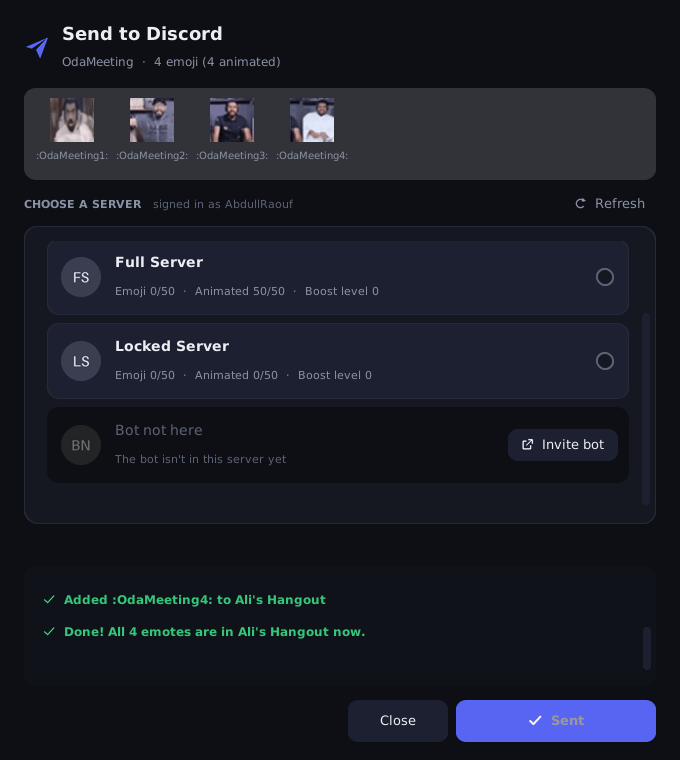 Send to Discord
OdaMeeting · 4 emoji (4 animated)
:OdaMeeting1: :OdaMeeting2: :OdaMeeting3: :OdaMeeting4:
CHOOSE A SERVER signed in as AbdullRaouf Refresh
FS Full Server
Emoji 0/50 · Animated 50/50 · Boost level 0
LS Locked Server
Emoji 0/50 · Animated 0/50 · Boost level 0
BN Bot not here
The bot isn't in this server yet
Invite bot
Added :OdaMeeting4: to Ali's Hangout
Done! All 4 emotes are in Ali's Hangout now.
Close Sent